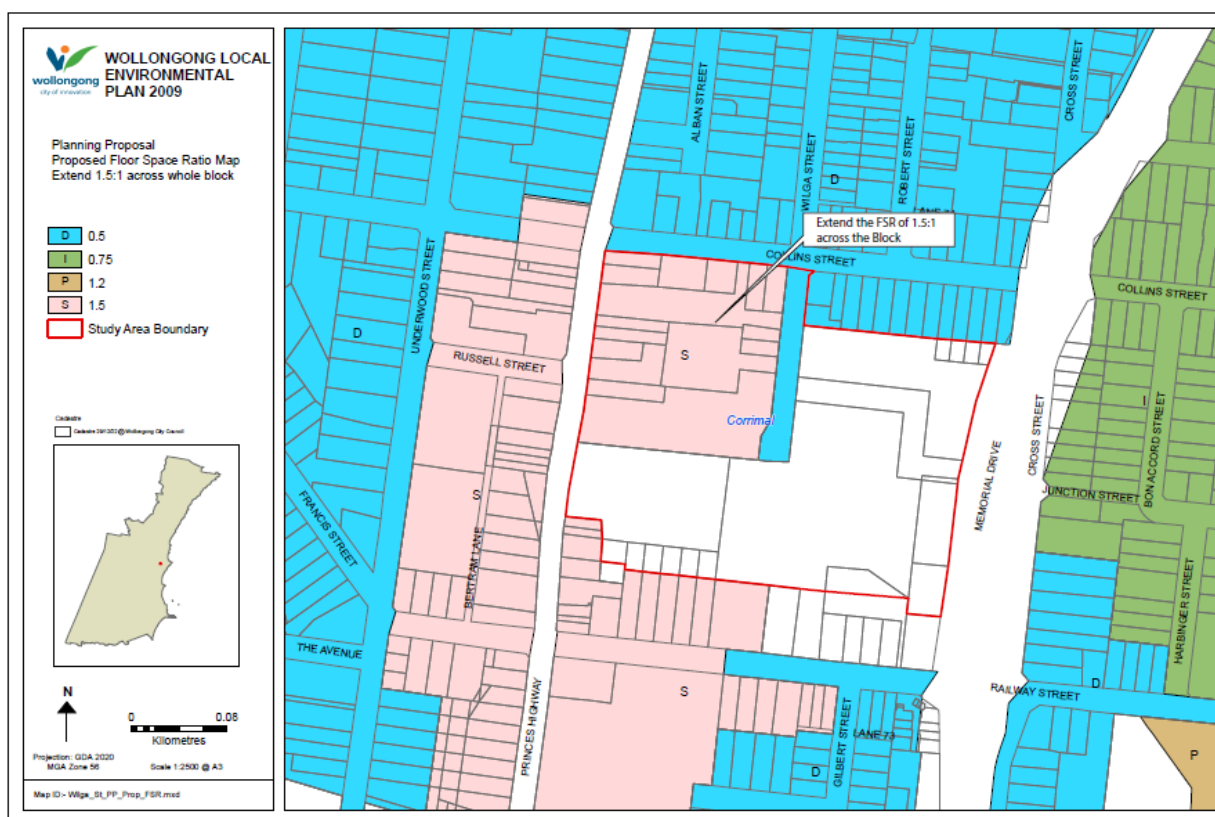 wollongong
city of innovation
WOLLONGONG LOCAL
ENVIRONMENTAL
PLAN 2009
Planning Proposal
Proposed Floor Space Ratio Map
Extend 1.5:1 across whole block
D 0.5
I 0.75
P 1.2
S 1.5
Study Area Boundary
Cadastre
N
0 0.08
Kilometres
Projection: GDA 2020
MGA Zone 56
Scale 1:2500 @ A3
Map ID:- Wilga_St_PP_Prop_FSR.mxd
ALBAN STREET
WILGA STREET
D
ROBERT STREET
CROSS STREET
Extend the FSR of 1.5:1
across the Block
COLLINS STREET
COLLINS STREET
UNDERWOOD STREET
D
RUSSELL STREET
S
Corrimal
I
BON ACCORD STREET
CROSS STREET
MEMORIAL DRIVE
JUNCTION STREET
S
BERTRAM LANE
FRANCIS STREET
HARBINGER STREET
THE AVENUE
PRINCES HIGHWAY
S
D
RAILWAY STREET
GILBERT STREET
LANE 73
D
P